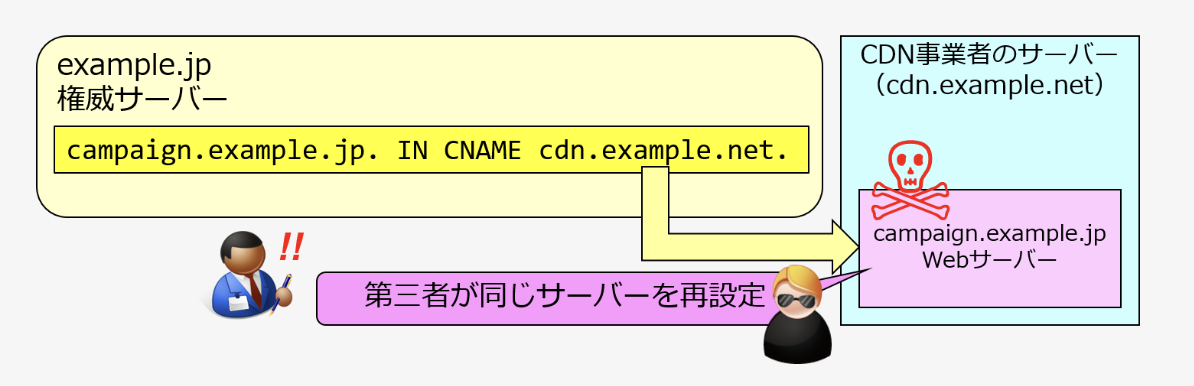 example.jp
権威サーバー
campaign.example.jp. IN CNAME cdn.example.net.
CDN事業者のサーバー
（cdn.example.net）
campaign.example.jp
Webサーバー
!!
第三者が同じサーバーを再設定